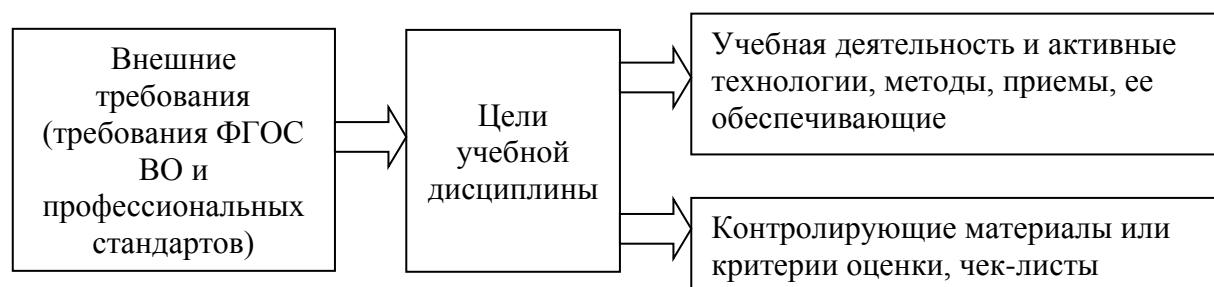 Внешние
требования
(требования ФГОС
ВО и
профессиональных
стандартов)
Цели
учебной
дисциплины
Учебная деятельность и активные
технологии, методы, приемы, ее
обеспечивающие
Контролирующие материалы или
критерии оценки, чек-листы